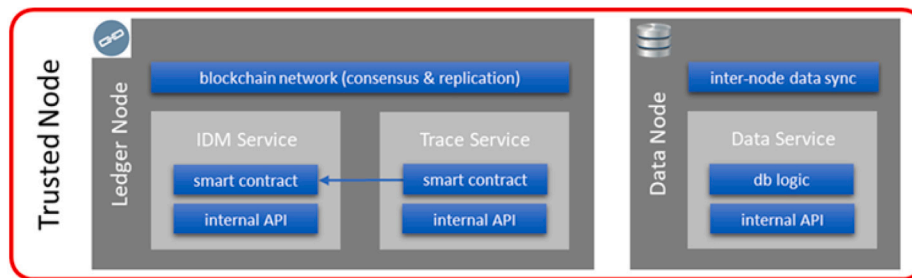 Trusted Node
Ledger Node
blockchain network (consensus & replication)
IDM Service
smart contract
internal API
Trace Service
smart contract
internal API
Data Node
inter-node data sync
Data Service
db logic
internal API